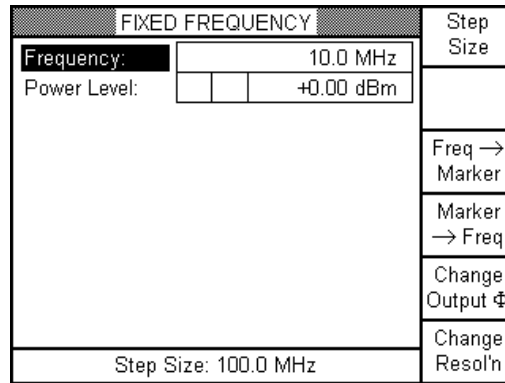 FIXED FREQUENCY
Frequency: 10.0 MHz
Power Level: +0.00 dBm
Step Size: 100.0 MHz
Step
Size
Freq →
Marker
Marker
→ Freq
Change
Output Φ
Change
Resol'n